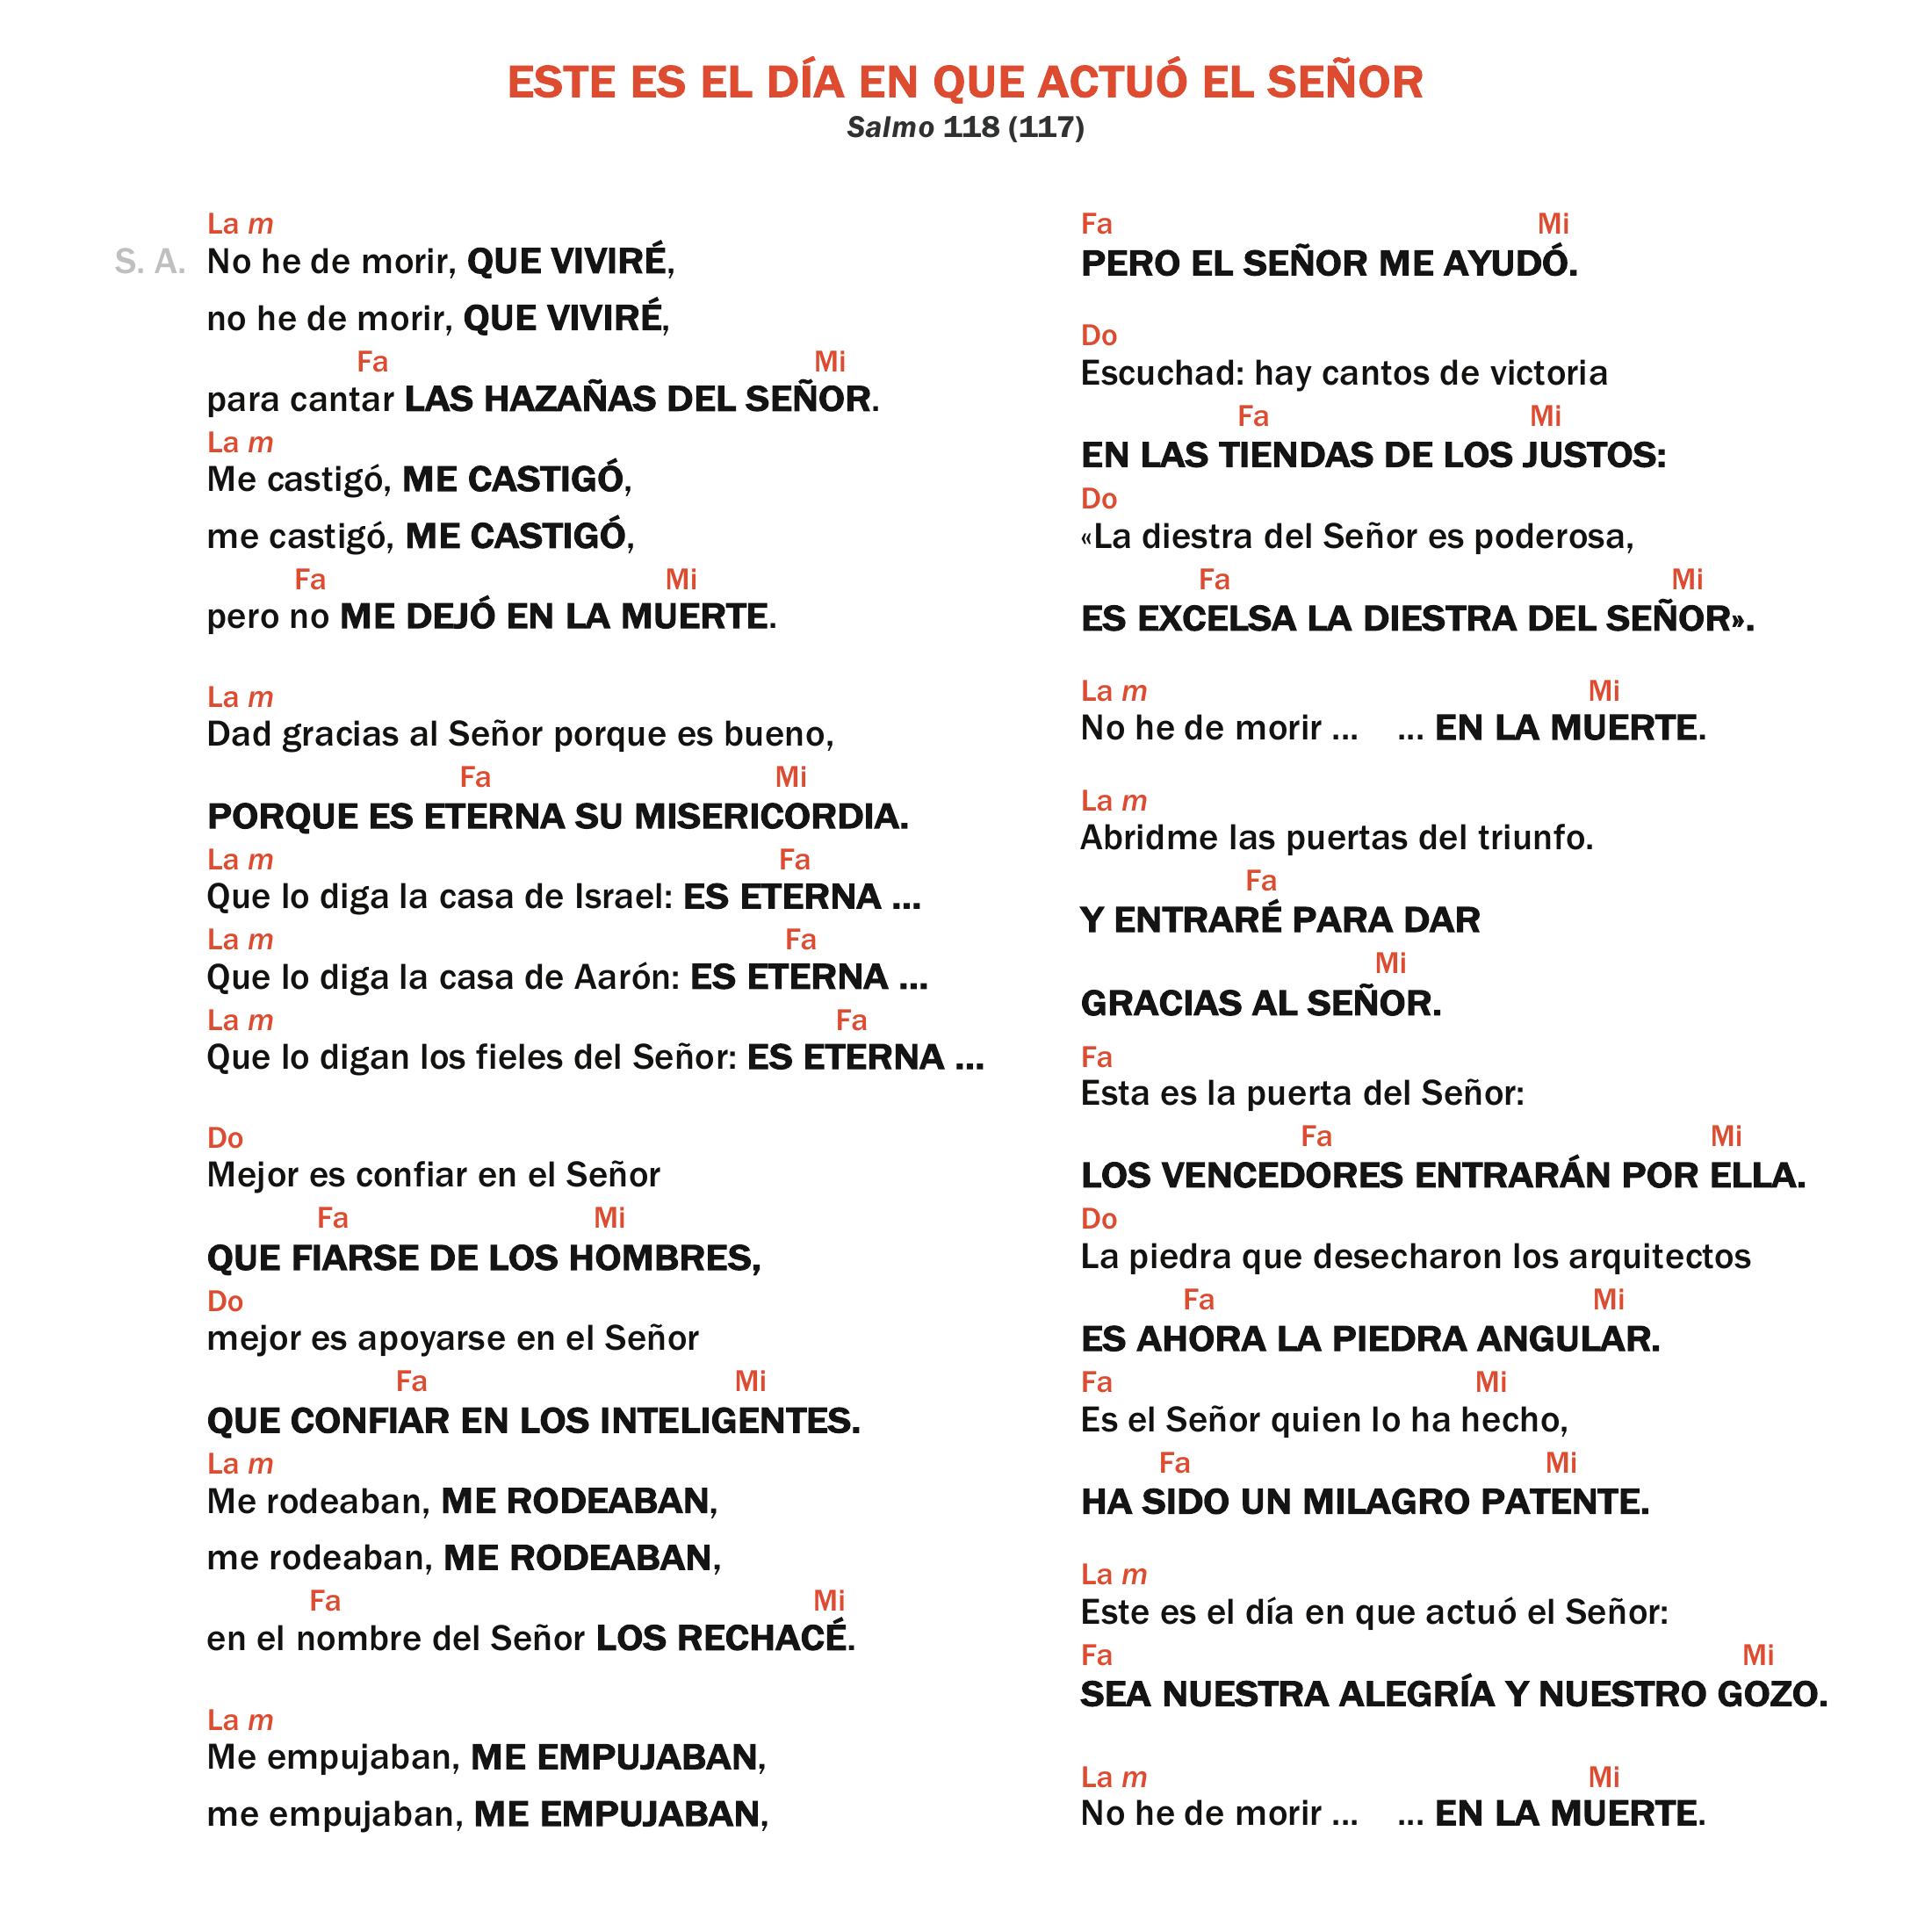 ESTE ES EL DÍA EN QUE ACTUÓ EL SEÑOR
Salmo 118 (117)
La m
S. A. No he de morir, QUE VIVIRÉ,
no he de morir, QUE VIVIRÉ,
Fa Mi
para cantar LAS HAZAÑAS DEL SEÑOR.
La m
Me castigó, ME CASTIGÓ,
me castigó, ME CASTIGÓ,
Fa Mi
pero no ME DEJÓ EN LA MUERTE.
La m
Dad gracias al Señor porque es bueno,
Fa Mi
PORQUE ES ETERNA SU MISERICORDIA.
La m Fa
Que lo diga la casa de Israel: ES ETERNA ...
La m Fa
Que lo diga la casa de Aarón: ES ETERNA ...
La m Fa
Que lo digan los fieles del Señor: ES ETERNA ...
Do
Mejor es confiar en el Señor
Fa Mi
QUE FIARSE DE LOS HOMBRES,
Do
mejor es apoyarse en el Señor
Fa Mi
QUE CONFIAR EN LOS INTELIGENTES.
La m
Me rodeaban, ME RODEABAN,
me rodeaban, ME RODEABAN,
Fa Mi
en el nombre del Señor LOS RECHACÉ.
La m
Me empujaban, ME EMPUJABAN,
me empujaban, ME EMPUJABAN,
Fa Mi
PERO EL SEÑOR ME AYUDÓ.
Do
Escuchad: hay cantos de victoria
Fa Mi
EN LAS TIENDAS DE LOS JUSTOS:
Do
«La diestra del Señor es poderosa,
Fa Mi
ES EXCELSA LA DIESTRA DEL SEÑOR».
La m Mi
No he de morir ... ... EN LA MUERTE.
La m
Abridme las puertas del triunfo.
Fa
Y ENTRARÉ PARA DAR
Mi
GRACIAS AL SEÑOR.
Fa
Esta es la puerta del Señor:
Fa Mi
LOS VENCEDORES ENTRARÁN POR ELLA.
Do
La piedra que desecharon los arquitectos
Fa Mi
ES AHORA LA PIEDRA ANGULAR.
Fa Mi
Es el Señor quien lo ha hecho,
Fa Mi
HA SIDO UN MILAGRO PATENTE.
La m
Este es el día en que actuó el Señor:
Fa Mi
SEA NUESTRA ALEGRÍA Y NUESTRO GOZO.
La m Mi
No he de morir ... ... EN LA MUERTE.